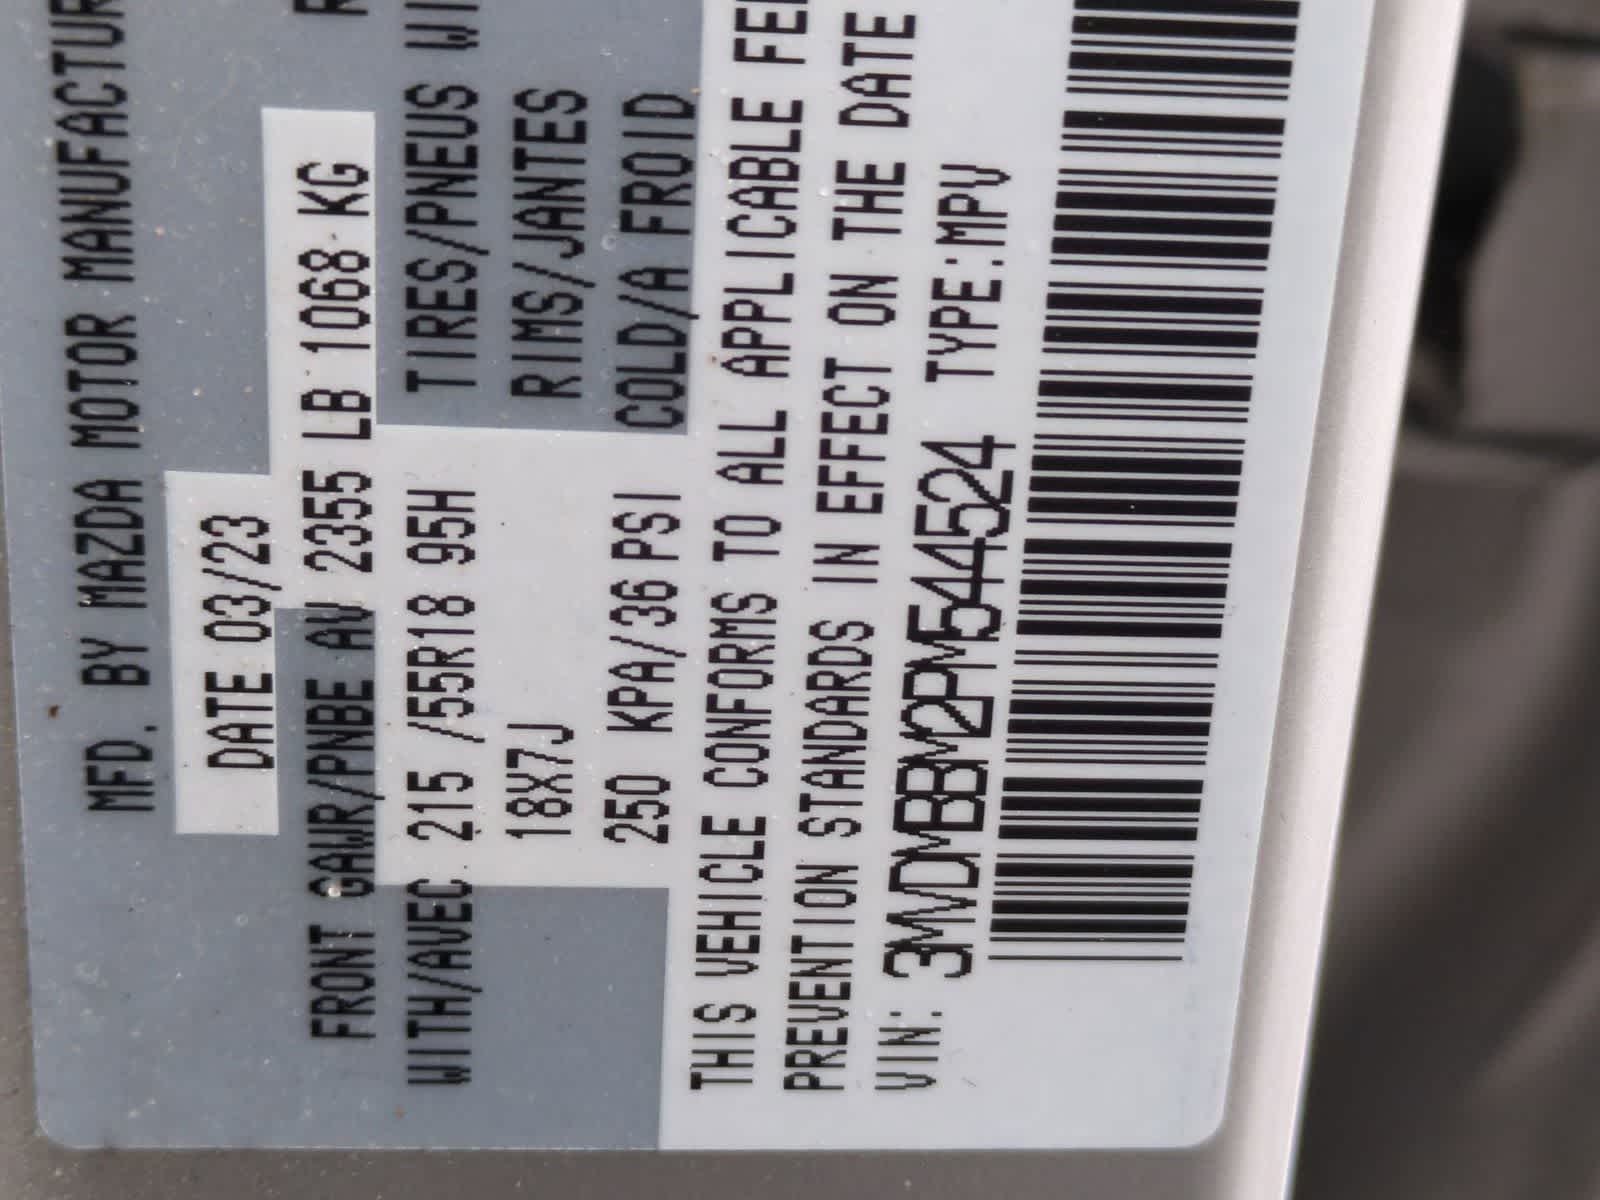 MFD. BY MAZDA MOTOR MANUFACTUR
DATE 03/23
FRONT GAWR/PNBE AV 2355 LB 1068 KG R
WITH/AVEC 215 /55R18 95H TIRES/PNEUS WI
18X7J RIMS/JANTES
250 KPA/36 PSI COLD/A FROID
THIS VEHICLE CONFORMS TO ALL APPLICABLE FE
PREVENTION STANDARDS IN EFFECT ON THE DATE
VIN: 3MVDMBBM2PM544524 TYPE:MPV